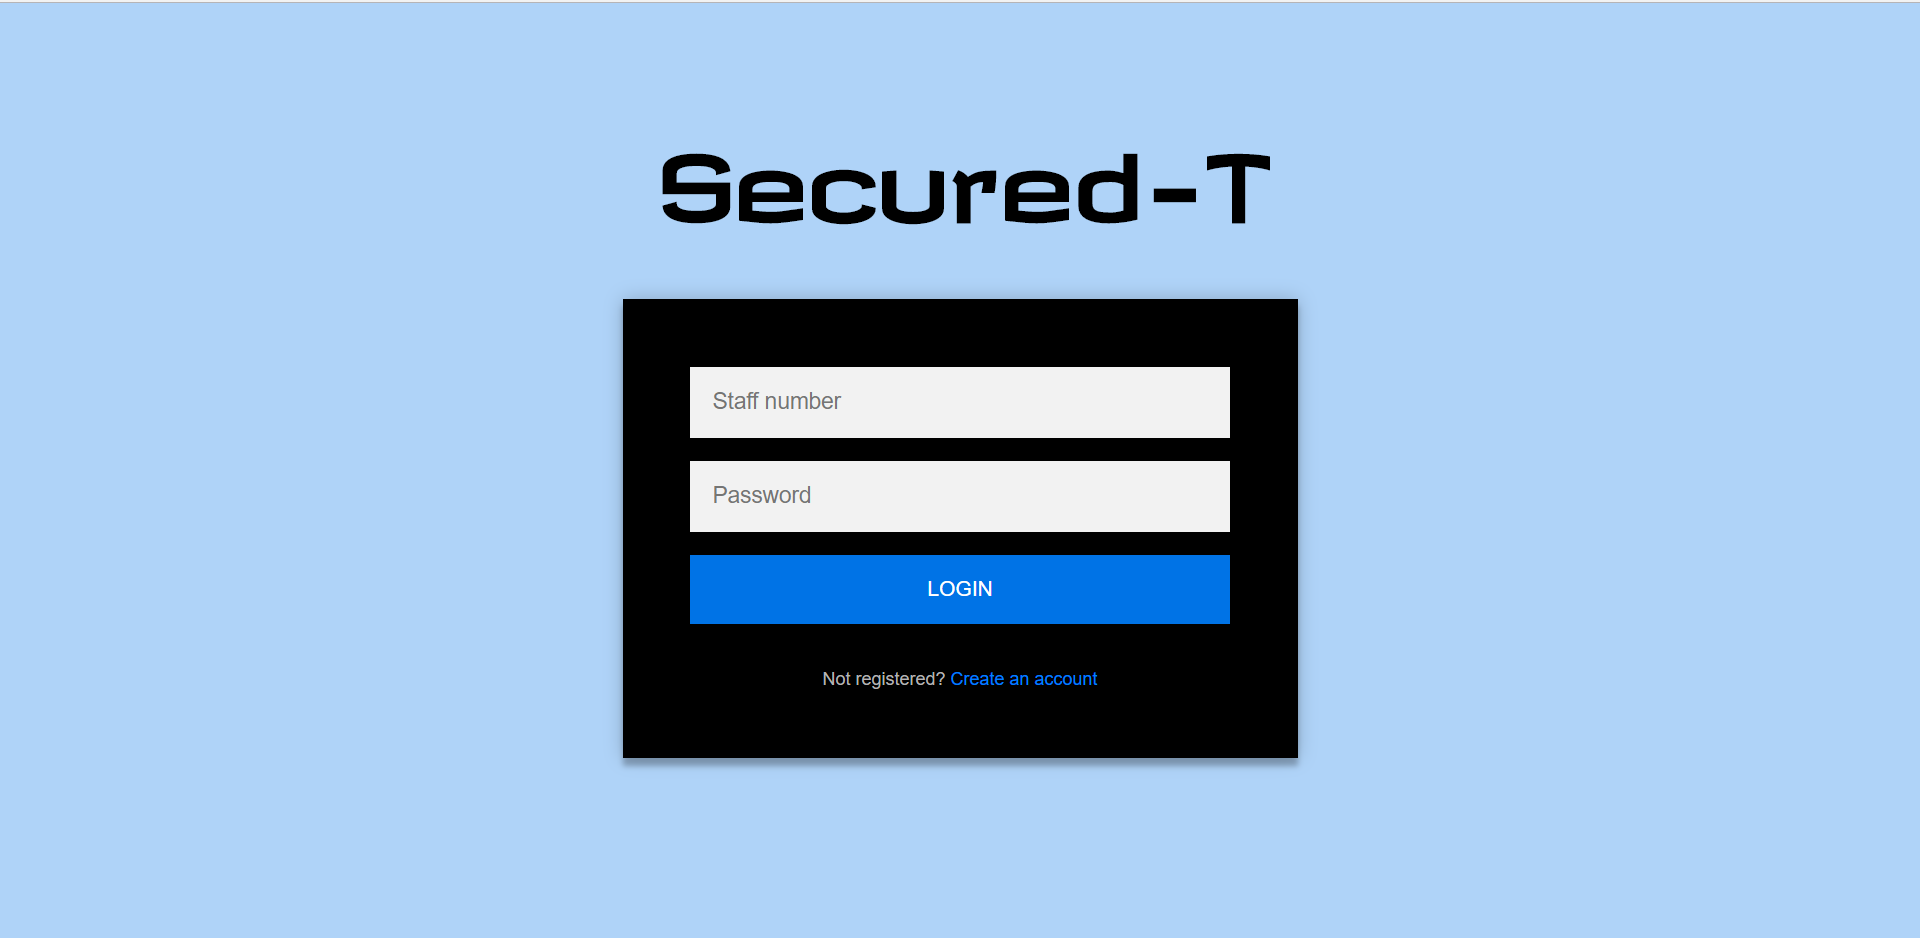 Secured-T
Staff number
Password
LOGIN
Not registered? Create an account